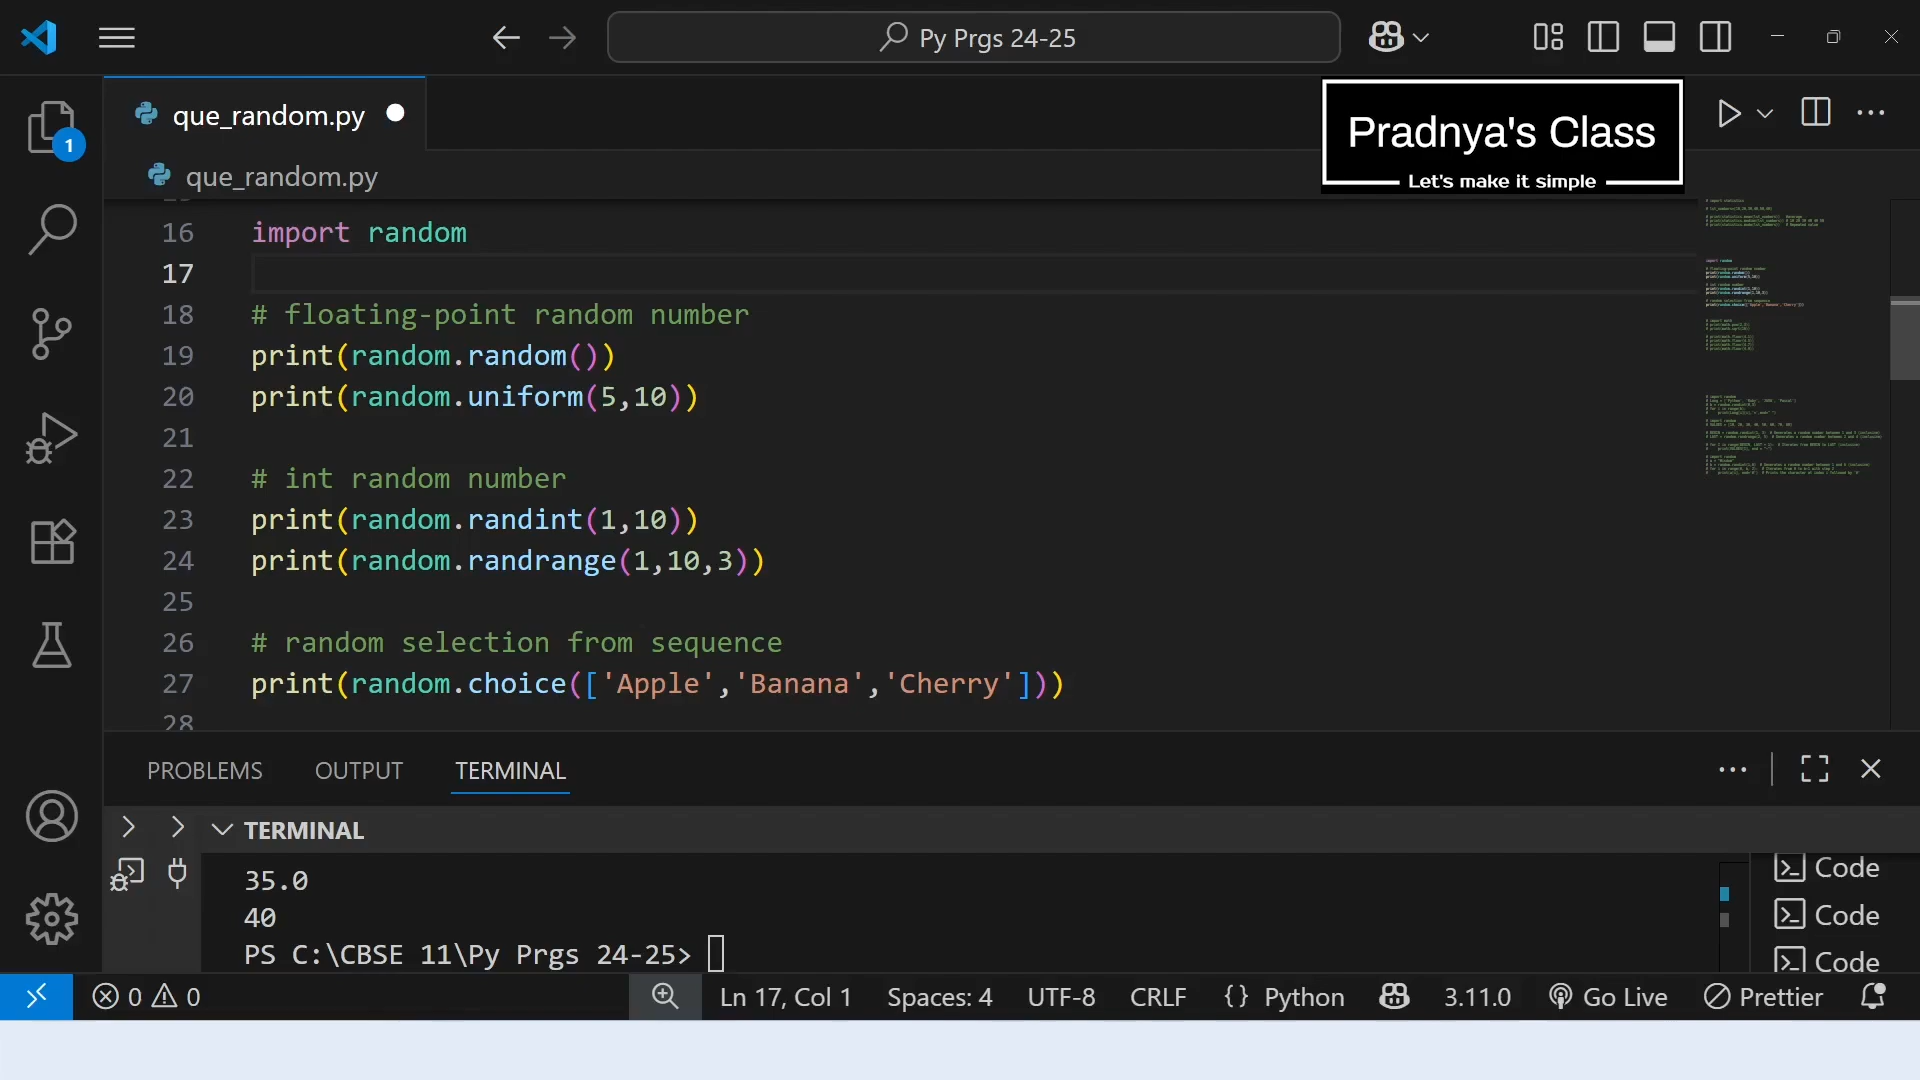 Py Prgs 24-25
que_random.py
Pradnya's Class
Let's make it simple
1
que_random.py
16 import random
17
18 # floating-point random number
19 print(random.random())
20 print(random.uniform(5,10))
21
22 # int random number
23 print(random.randint(1,10))
24 print(random.randrange(1,10,3))
25
26 # random selection from sequence
27 print(random.choice(['Apple','Banana','Cherry']))
28
PROBLEMS OUTPUT TERMINAL
TERMINAL
35.0
40
PS C:\CBSE 11\Py Prgs 24-25>
Code
Code
Code
0 0 Ln 17, Col 1 Spaces: 4 UTF-8 CRLF {} Python 3.11.0 Go Live Prettier